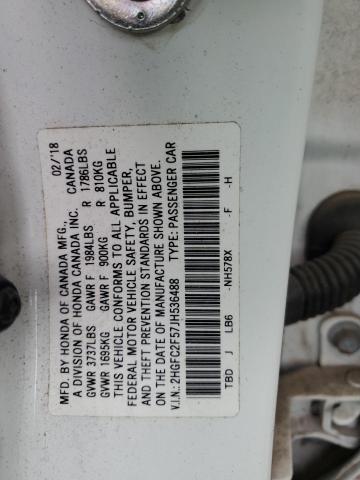 MFD. BY HONDA OF CANADA MFG., 02/'18
A DIVISION OF HONDA CANADA INC. CANADA
GVWR 3737LBS GAWR F 1984LBS R 1786LBS
GVWR 1695KG GAWR F 900KG R 810KG
THIS VEHICLE CONFORMS TO ALL APPLICABLE
FEDERAL MOTOR VEHICLE SAFETY, BUMPER,
AND THEFT PREVENTION STANDARDS IN EFFECT
ON THE DATE OF MANUFACTURE SHOWN ABOVE.
V.I.N.: 2HGFC2F57JH536488 TYPE: PASSENGER CAR
TBD J LB6 -NH578X -F -H